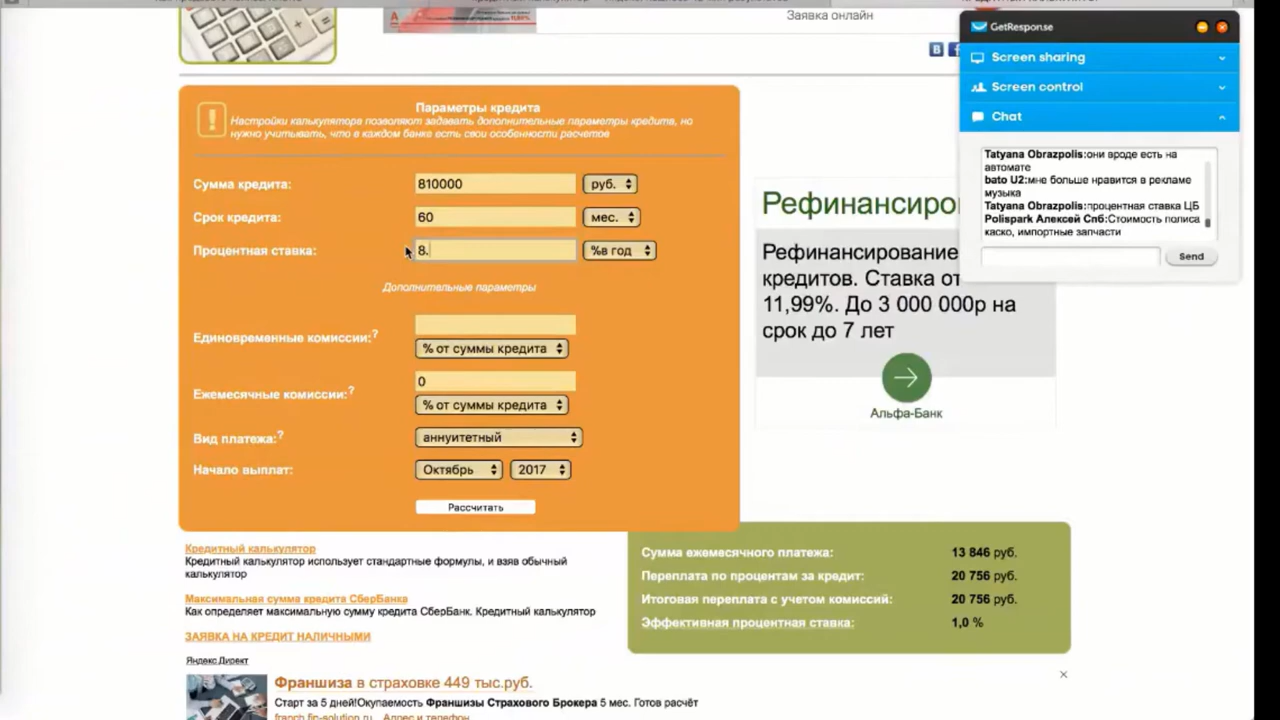 Заявка онлайн
GetResponse
Screen sharing
Screen control
Chat
Tatyana Obrazpolis:они вроде есть на
автомате
bato U2:мне больше нравится в рекламе
музыка
Tatyana Obrazpolis:процентная ставка ЦБ
Polispark Алексей Спб:Стоимость полиса
каско, импортные запчасти
Send
Параметры кредита
Настройки калькулятора позволяют задавать дополнительные параметры кредита, но
нужно учитывать, что в каждом банке есть свои особенности расчетов
Сумма кредита: 810000 руб.
Срок кредита: 60 мес.
Процентная ставка: 8. %в год
Дополнительные параметры
Единовременные комиссии:?
% от суммы кредита
Ежемесячные комиссии:? 0
% от суммы кредита
Вид платежа:? аннуитетный
Начало выплат: Октябрь 2017
Рассчитать
Рефинансиро
Рефинансирование
кредитов. Ставка от
11,99%. До 3 000 000р на
срок до 7 лет
Альфа-Банк
Кредитный калькулятор
Кредитный калькулятор использует стандартные формулы, и взяв обычный
калькулятор
Максимальная сумма кредита СберБанка
Как определяет максимальную сумму кредита СберБанк. Кредитный калькулятор
ЗАЯВКА НА КРЕДИТ НАЛИЧНЫМИ
Сумма ежемесячного платежа: 13 846 руб.
Переплата по процентам за кредит: 20 756 руб.
Итоговая переплата с учетом комиссий: 20 756 руб.
Эффективная процентная ставка: 1,0 %
Яндекс.Директ
Франшиза в страховке 449 тыс.руб.
Старт за 5 дней!Окупаемость Франшизы Страхового Брокера 5 мес. Готов расчёт
franch.fin-solution.ru Адрес и телефон